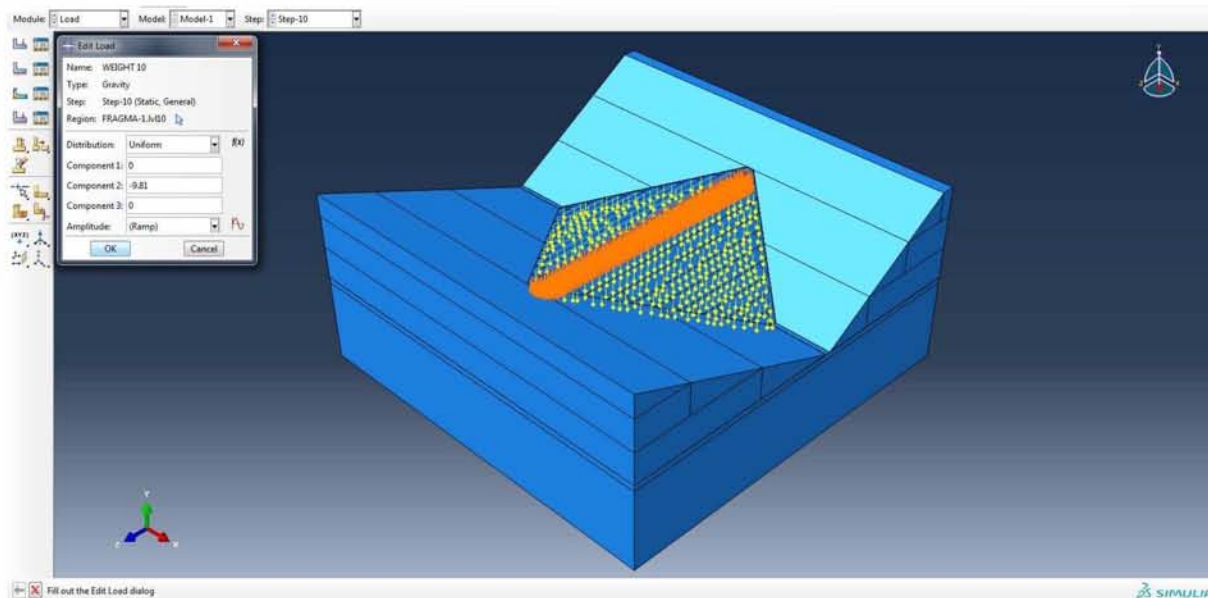 Module: Load Model: Model-1 Step: Step-10
Edit Load
Name: WEIGHT 10
Type: Gravity
Step: Step-10 (Static, General)
Region: FRAGMA-1.lvl10
Distribution: Uniform f(x)
Component 1: 0
Component 2: -9.81
Component 3: 0
Amplitude: (Ramp)
OK Cancel
(XYZ)
Y
Z X
Y
Z X
Fill out the Edit Load dialog
SIMULIA